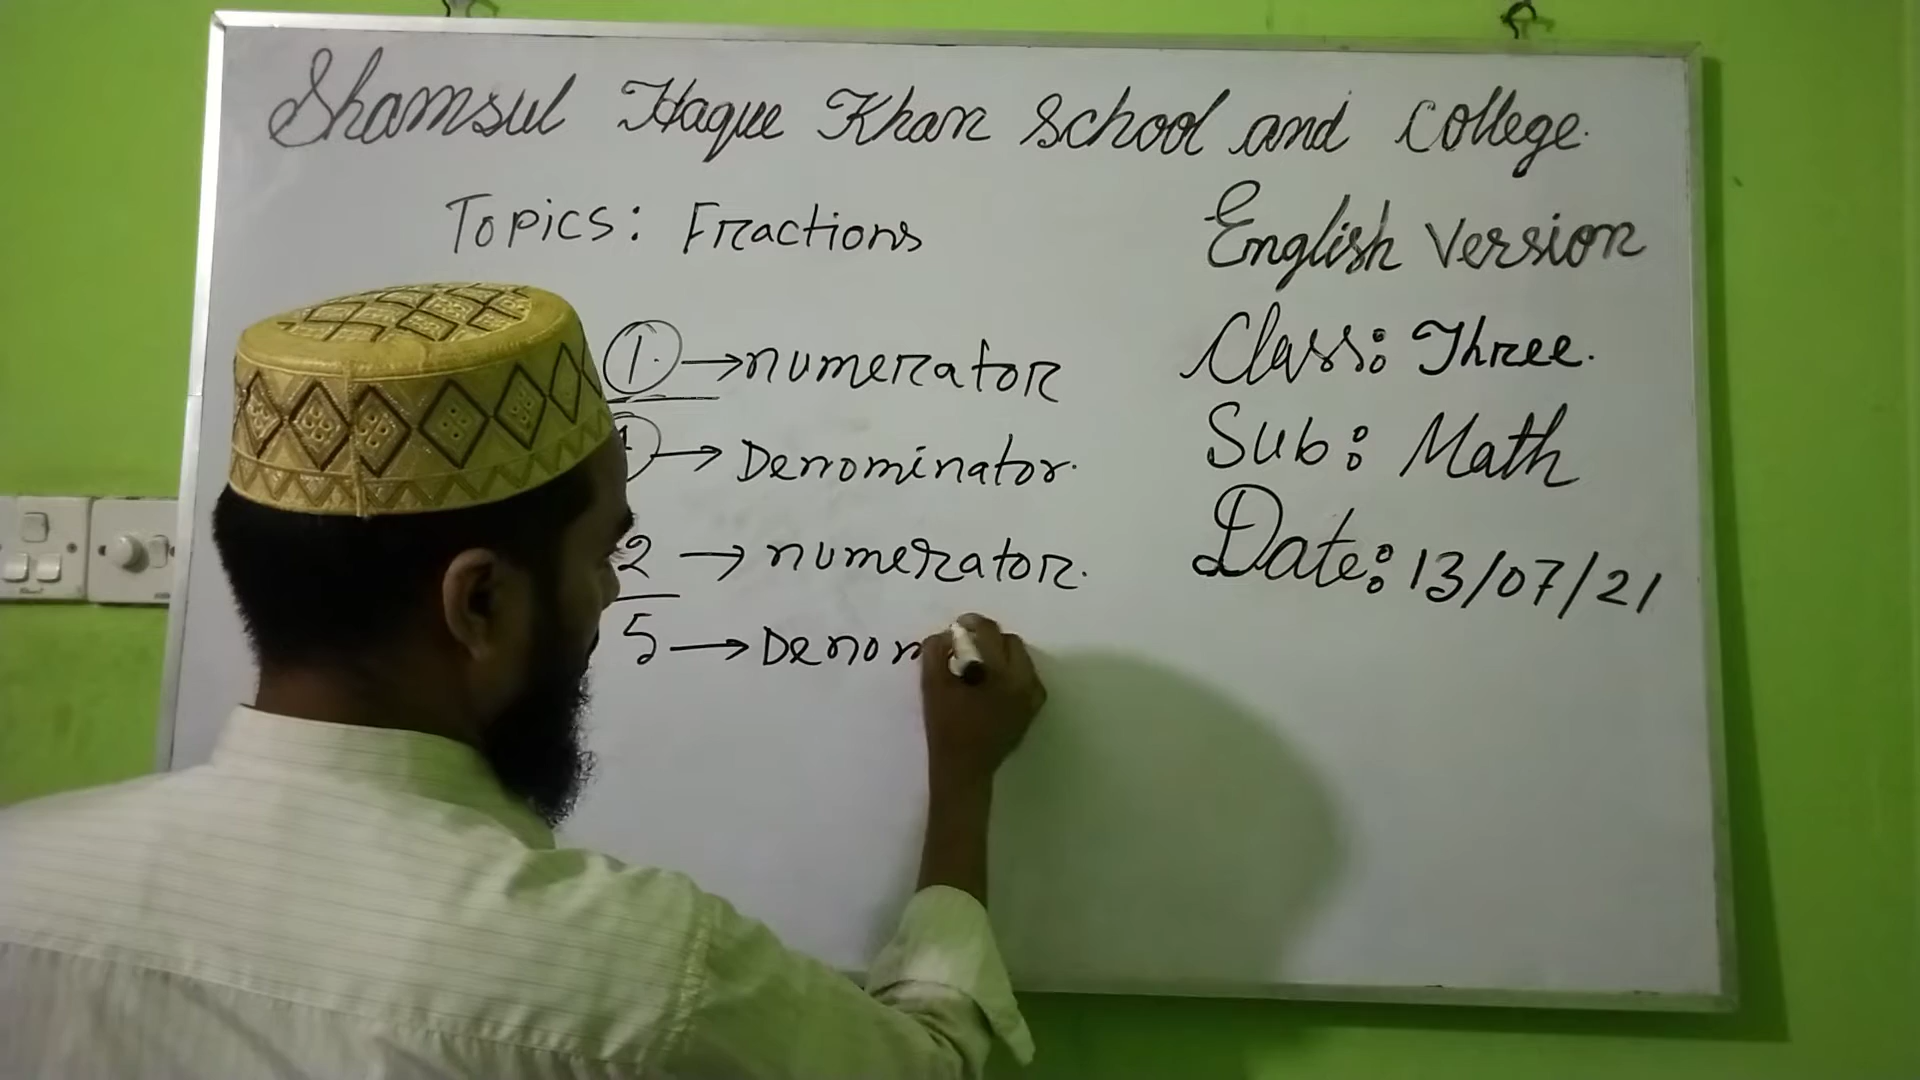 Shamsul Haque Khan School and College.
Topics: Fractions
English Version
Class: Three.
Sub: Math
Date: 13/07/21
1. → numerator
→ Denominator.
2 → numerator.
5 → Denom